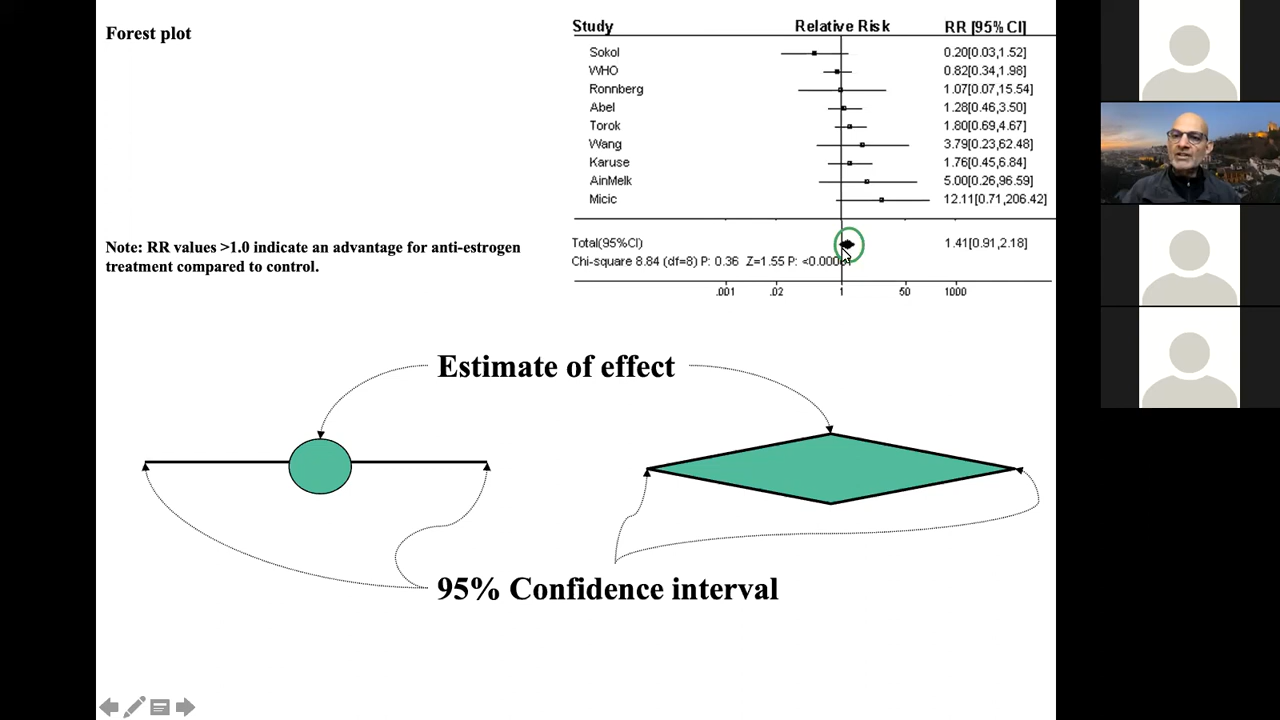 Forest plot
Study Relative Risk RR [95% CI]
Sokol 0.20[0.03,1.52]
WHO 0.82[0.34,1.98]
Ronnberg 1.07[0.07,15.54]
Abel 1.28[0.46,3.50]
Torok 1.80[0.69,4.67]
Wang 3.79[0.23,62.48]
Karuse 1.76[0.45,6.84]
AinMelk 5.00[0.26,96.59]
Micic 12.11[0.71,206.42]
Total(95%CI) 1.41[0.91,2.18]
Chi-square 8.84 (df=8) P: 0.36 Z=1.55 P:
.001 .02 1 50 1000
Note: RR values >1.0 indicate an advantage for anti-estrogen
treatment compared to control.
Estimate of effect
95% Confidence interval